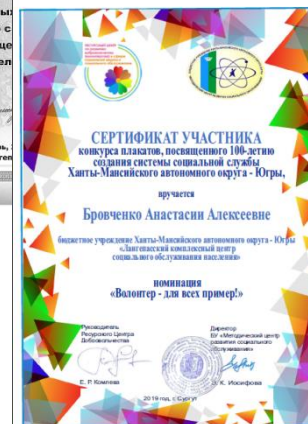 СЕРТИФИКАТ УЧАСТНИКА
конкурса плакатов, посвященного 100-летию
создания системы социальной службы
Ханты-Мансийского автономного округа - Югры,
вручается
Бровченко Анастасии Алексеевне
бюджетное учреждение Ханты-Мансийского автономного округа - Югры
«Лангепасский комплексный центр
социального обслуживания населения»
номинация
«Волонтер - для всех пример!»
Руководитель
Ресурсного Центра
Добровольчества
Е. Р. Комлева
Директор
БУ «Методический центр
развития социального
обслуживания»
Э. К. Иосифова
2019 год, г. Сургут